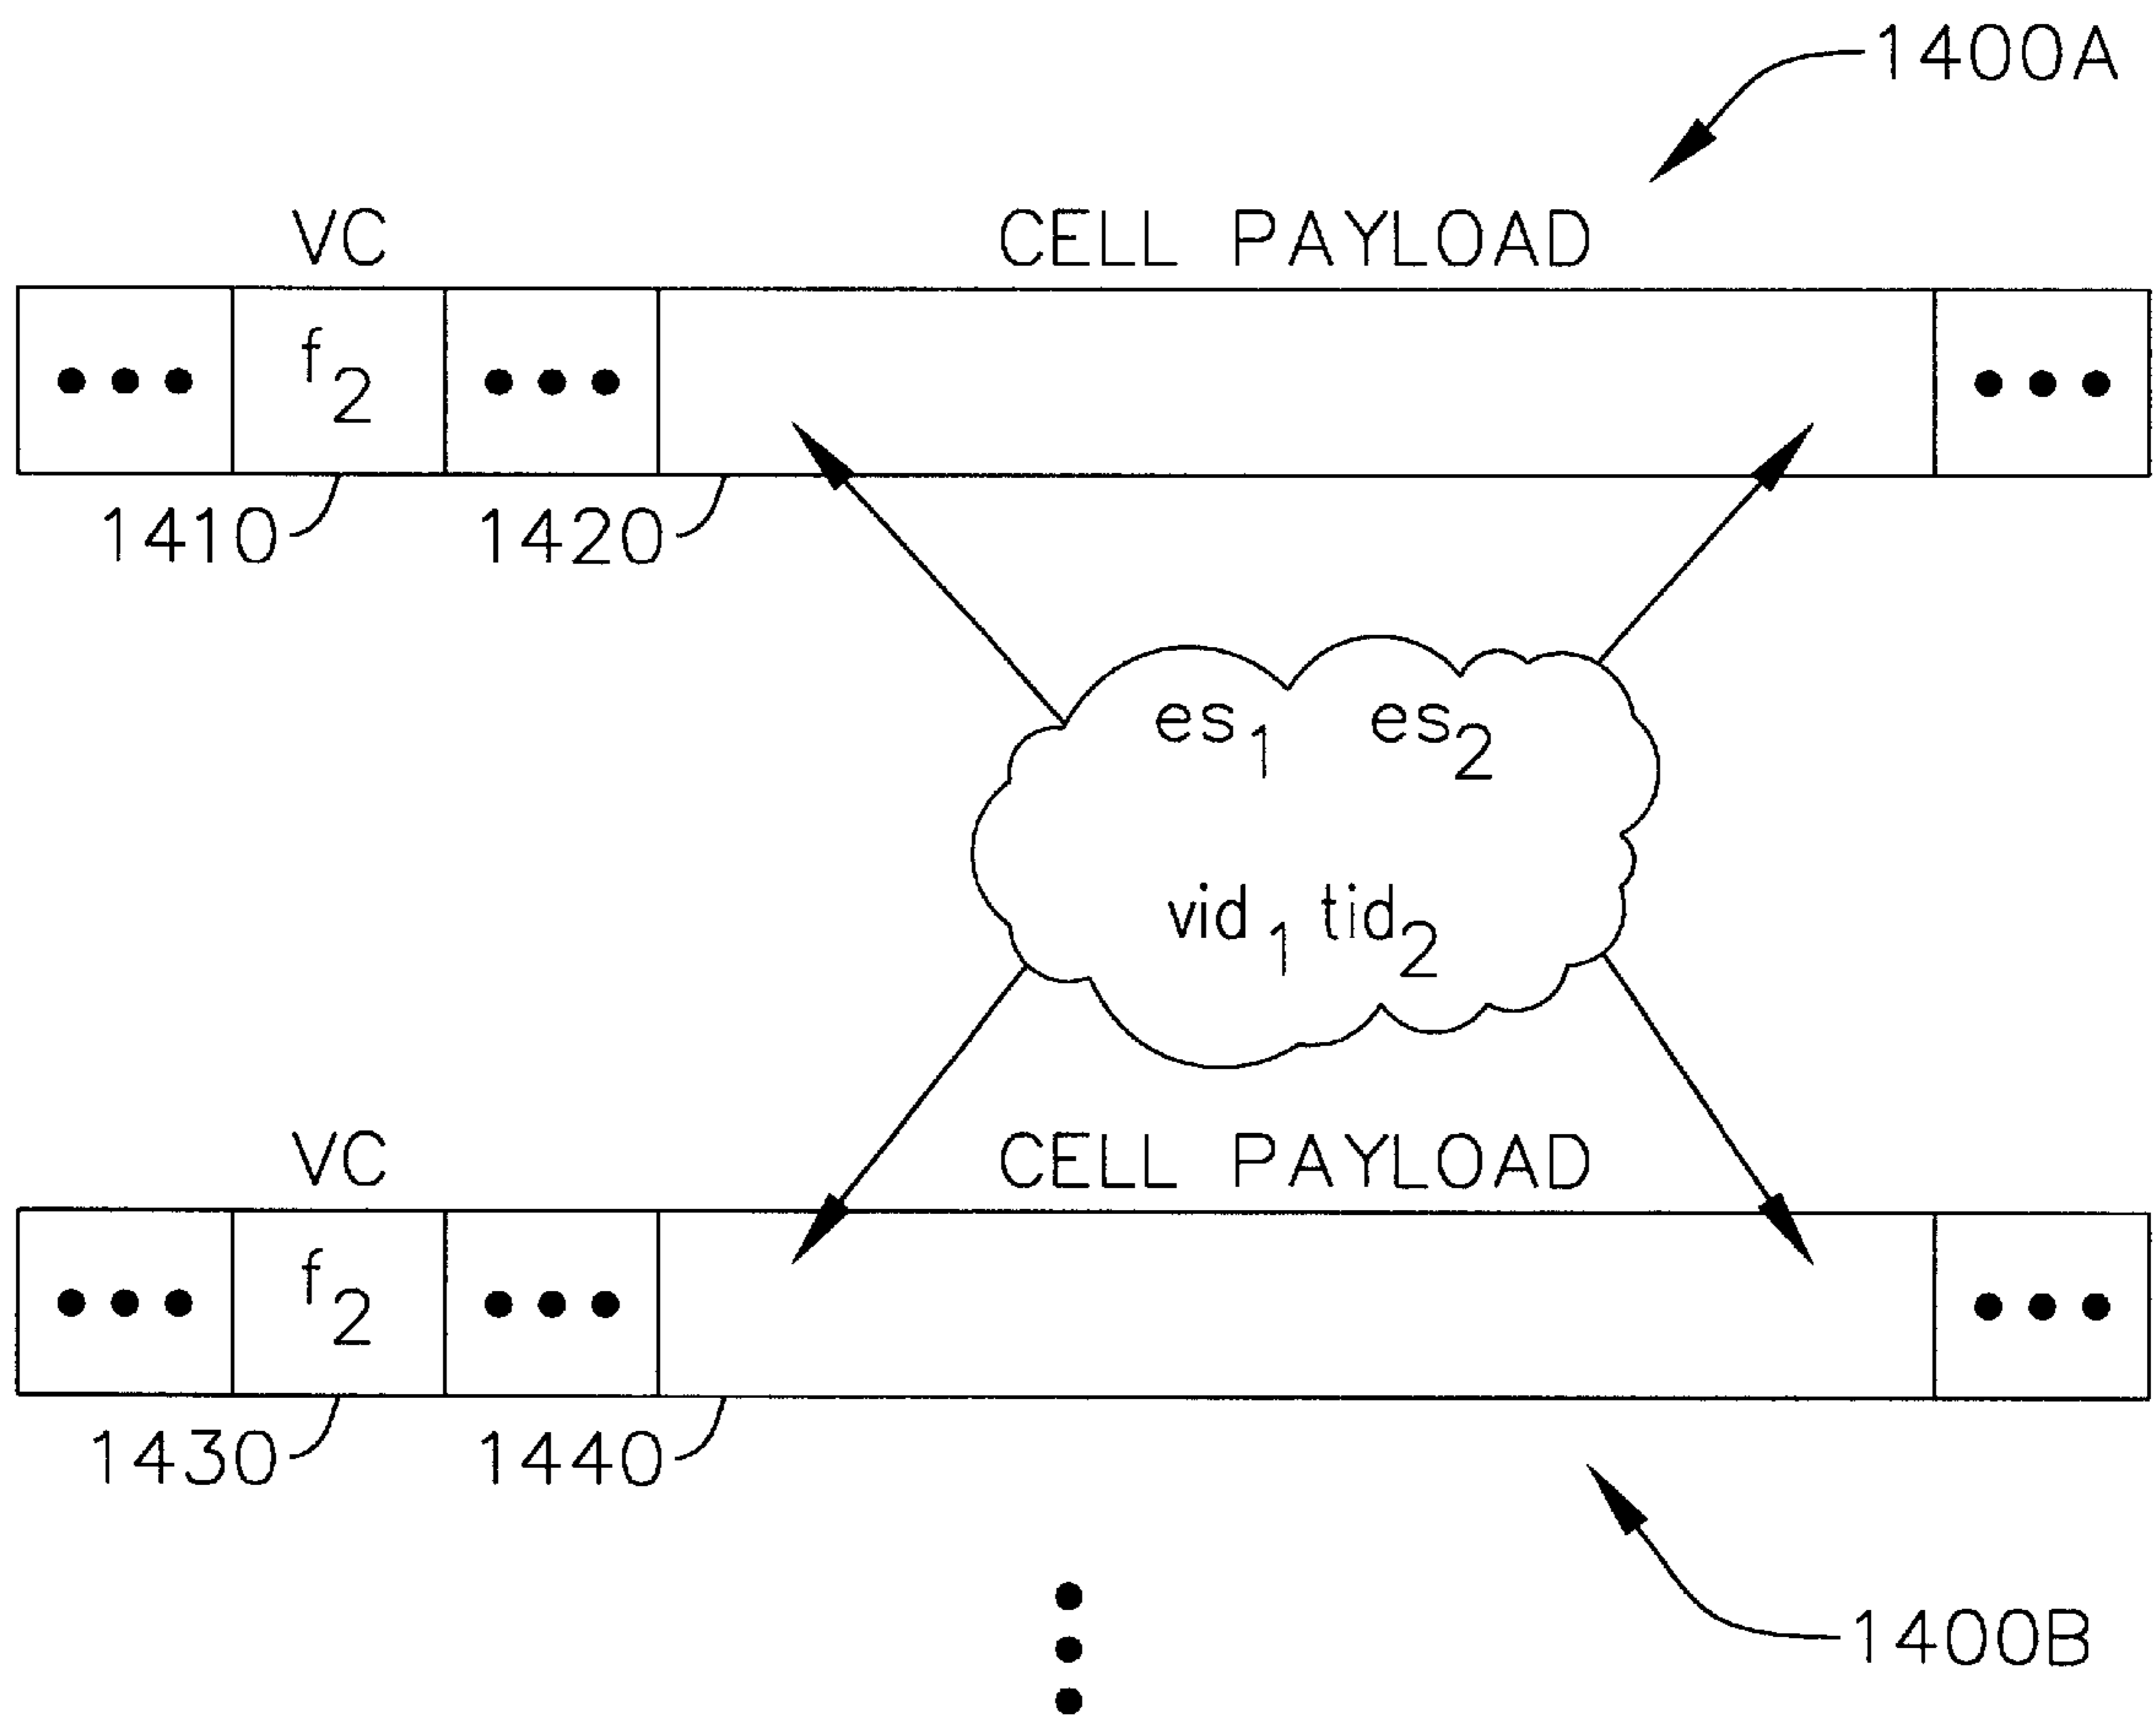 1400A
VC CELL PAYLOAD
f2
1410 1420
es1 es2
vid1 tid2
VC CELL PAYLOAD
f2
1430 1440
1400B